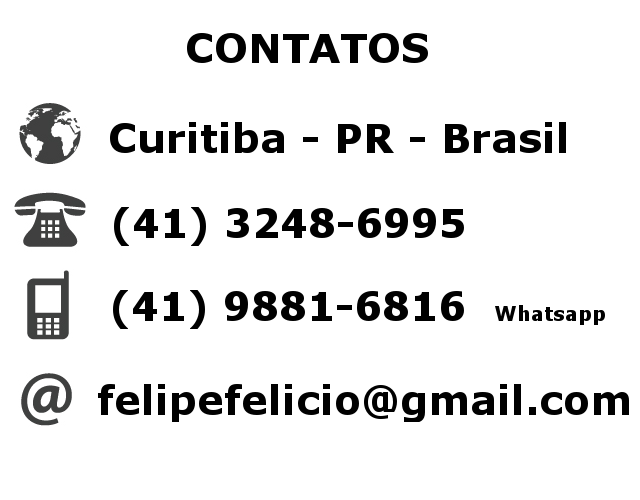 CONTATOS
Curitiba - PR - Brasil
(41) 3248-6995
(41) 9881-6816 Whatsapp
@ felipefelicio@gmail.com